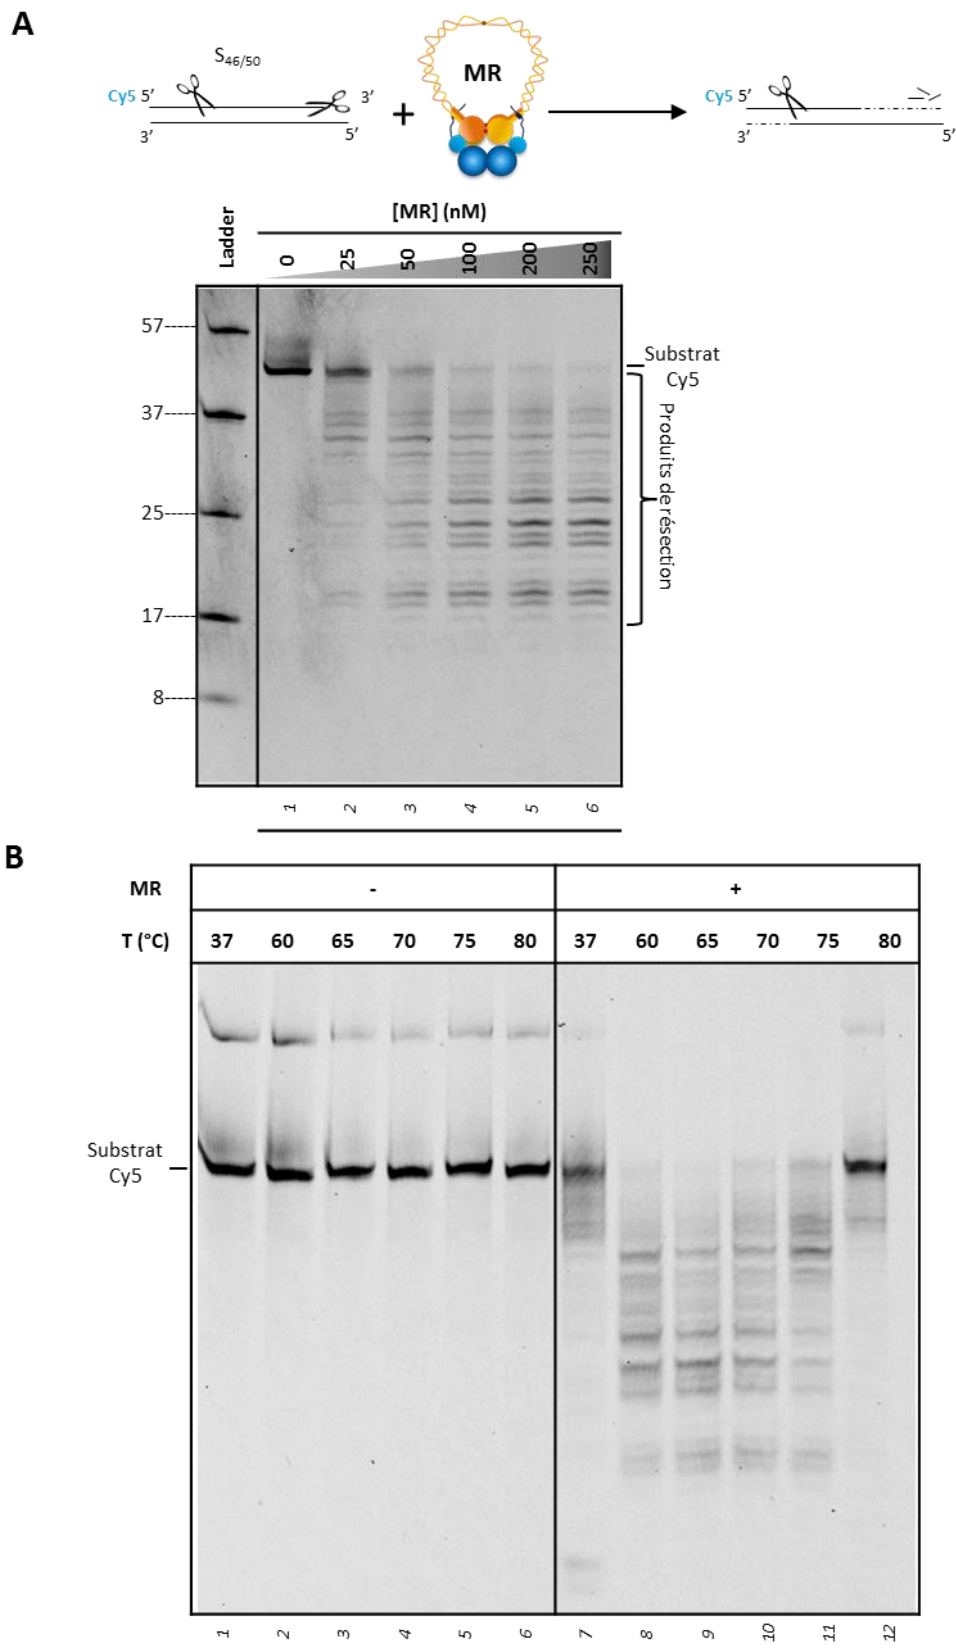 A
S46/50
MR
Cy5 5’
3’
3’
5’
+
Cy5 5’
3’
5’
[MR] (nM)
Ladder
0 25 50 100 200 250
57-----
37-----
25-----
17-----
8-----
Substrat
Cy5
Produits de résection
1 2 3 4 5 6
B
MR - +
T (°C) 37 60 65 70 75 80 37 60 65 70 75 80
Substrat
Cy5
1 2 3 4 5 6 7 8 9 10 11 12